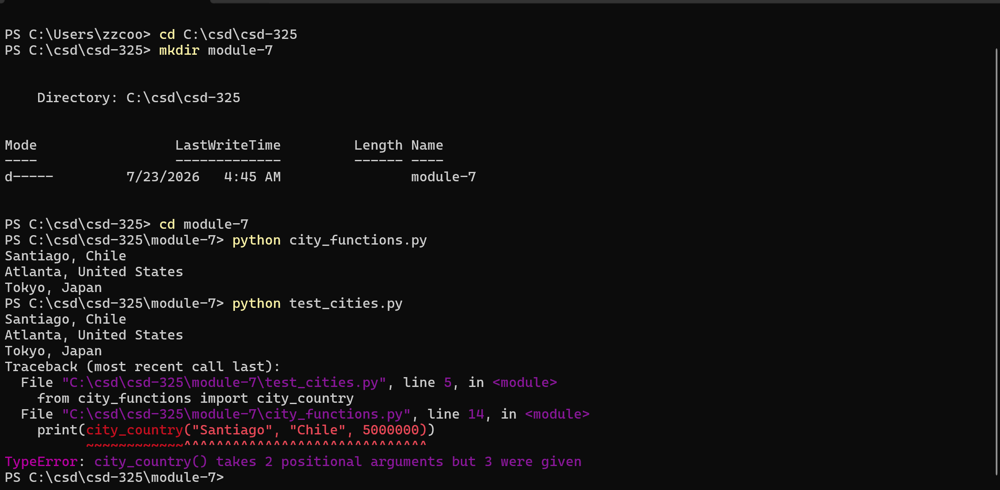 PS C:\Users\zzcoo> cd C:\csd\csd-325
PS C:\csd\csd-325> mkdir module-7
Directory: C:\csd\csd-325
Mode                 LastWriteTime         Length Name
----                 -------------         ------ ----
d-----         7/23/2026   4:45 AM                module-7
PS C:\csd\csd-325> cd module-7
PS C:\csd\csd-325\module-7> python city_functions.py
Santiago, Chile
Atlanta, United States
Tokyo, Japan
PS C:\csd\csd-325\module-7> python test_cities.py
Santiago, Chile
Atlanta, United States
Tokyo, Japan
Traceback (most recent call last):
  File "C:\csd\csd-325\module-7\test_cities.py", line 5, in <module>
    from city_functions import city_country
  File "C:\csd\csd-325\module-7\city_functions.py", line 14, in <module>
    print(city_country("Santiago", "Chile", 5000000))
          ~~~~~~~~~~~~^^^^^^^^^^^^^^^^^^^^^^^^^^^^^^
TypeError: city_country() takes 2 positional arguments but 3 were given
PS C:\csd\csd-325\module-7>